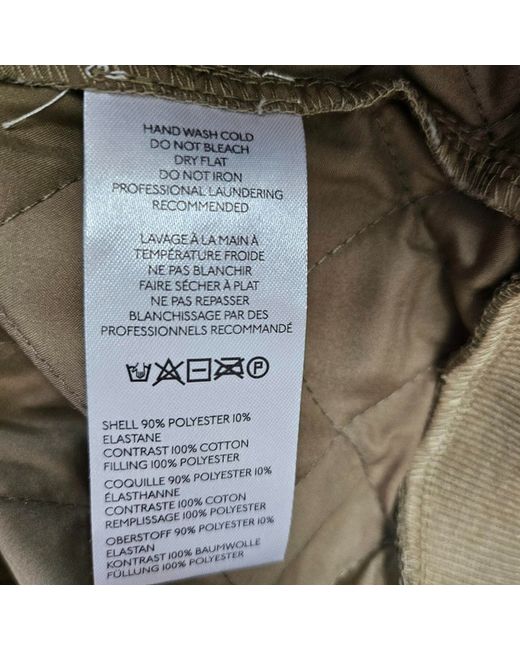 HAND WASH COLD
DO NOT BLEACH
DRY FLAT
DO NOT IRON
PROFESSIONAL LAUNDERING
RECOMMENDED
LAVAGE À LA MAIN À
TEMPÉRATURE FROIDE
NE PAS BLANCHIR
FAIRE SÉCHER À PLAT
NE PAS REPASSER
BLANCHISSAGE PAR DES
PROFESSIONNELS RECOMMANDÉ
P
SHELL 90% POLYESTER 10%
ELASTANE
CONTRAST 100% COTTON
FILLING 100% POLYESTER
COQUILLE 90% POLYESTER 10%
ÉLASTHANNE
CONTRASTE 100% COTON
REMPLISSAGE 100% POLYESTER
OBERSTOFF 90% POLYESTER 10%
ELASTAN
KONTRAST 100% BAUMWOLLE
FÜLLUNG 100% POLYESTER